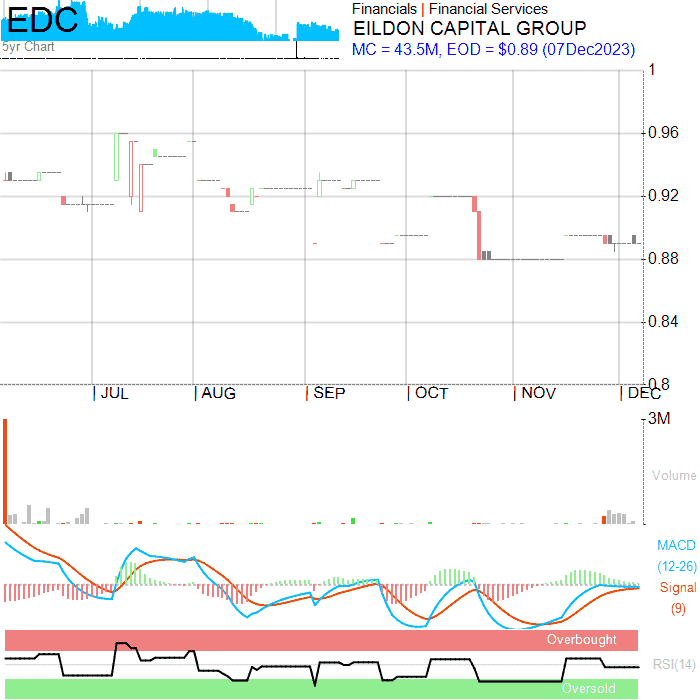 EDC
5yr Chart
Financials | Financial Services
EILDON CAPITAL GROUP
MC = 43.5M, EOD = $0.89 (07Dec2023)
1
0.96
0.92
0.88
0.84
0.8
JUL AUG SEP OCT NOV DEC
3M
Volume
MACD
(12-26)
Signal
(9)
Overbought
RSI(14)
Oversold